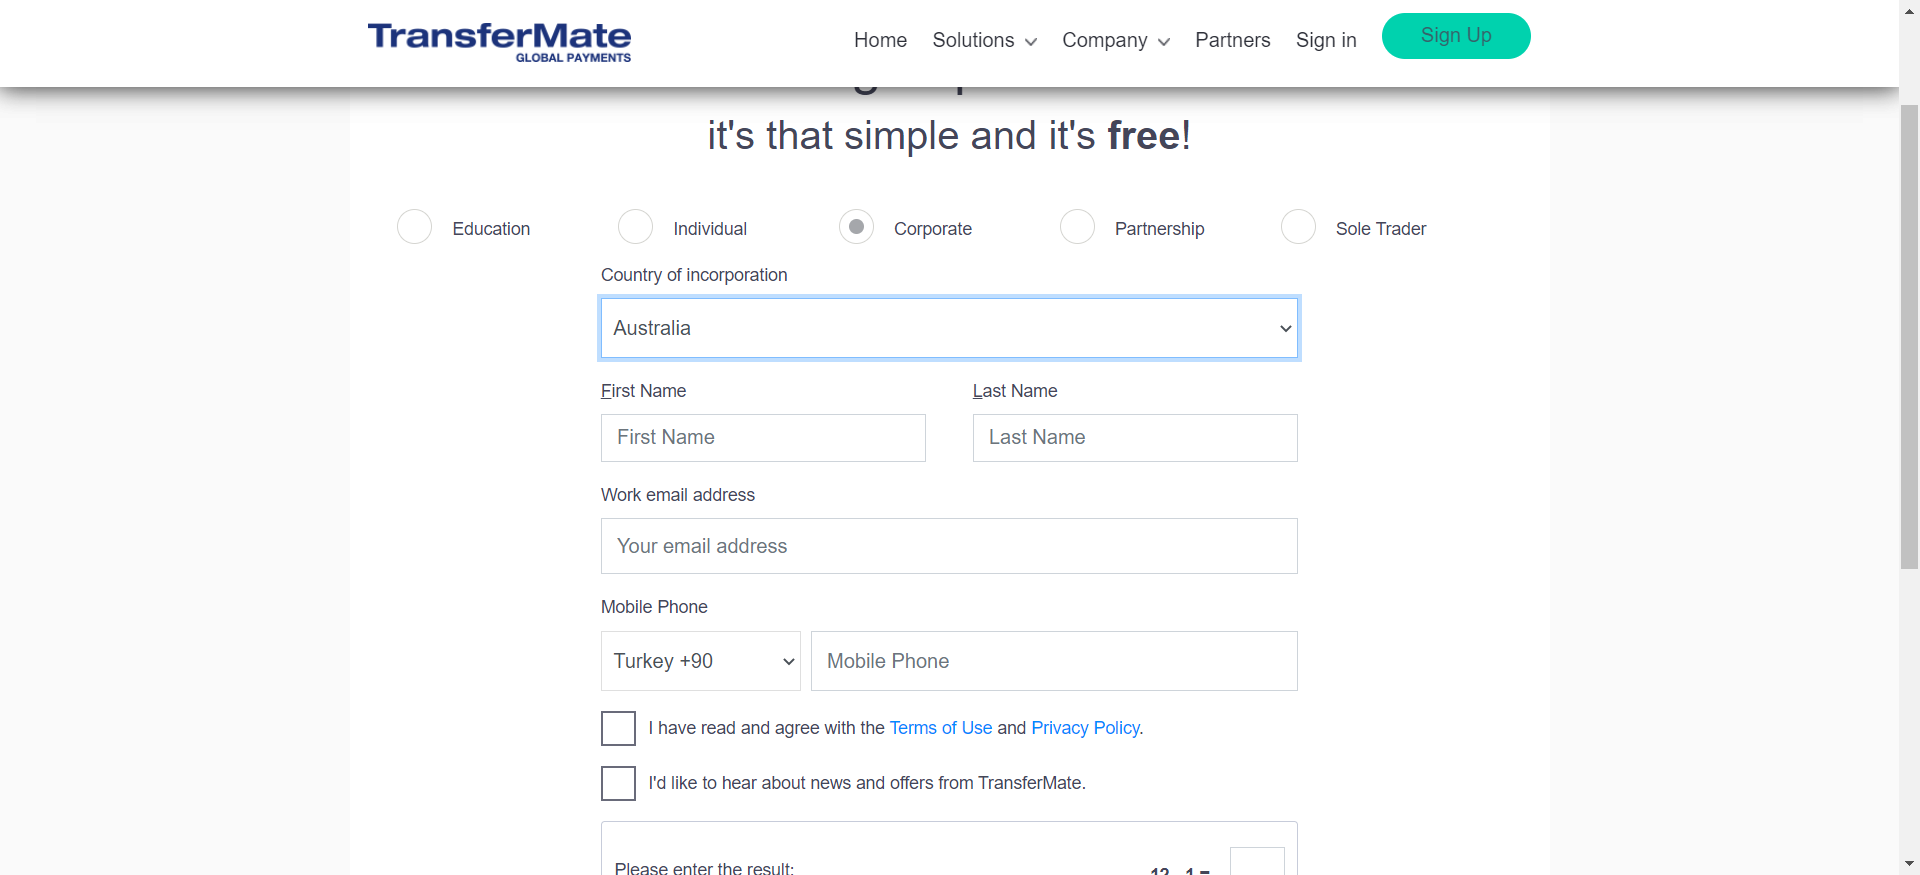 TransferMate
GLOBAL PAYMENTS
Home Solutions Company Partners Sign in Sign Up
it's that simple and it's free!
Education Individual Corporate Partnership Sole Trader
Country of incorporation
Australia
First Name Last Name
First Name Last Name
Work email address
Your email address
Mobile Phone
Turkey +90 Mobile Phone
I have read and agree with the Terms of Use and Privacy Policy.
I'd like to hear about news and offers from TransferMate.
Please enter the result: 12 - 1 =